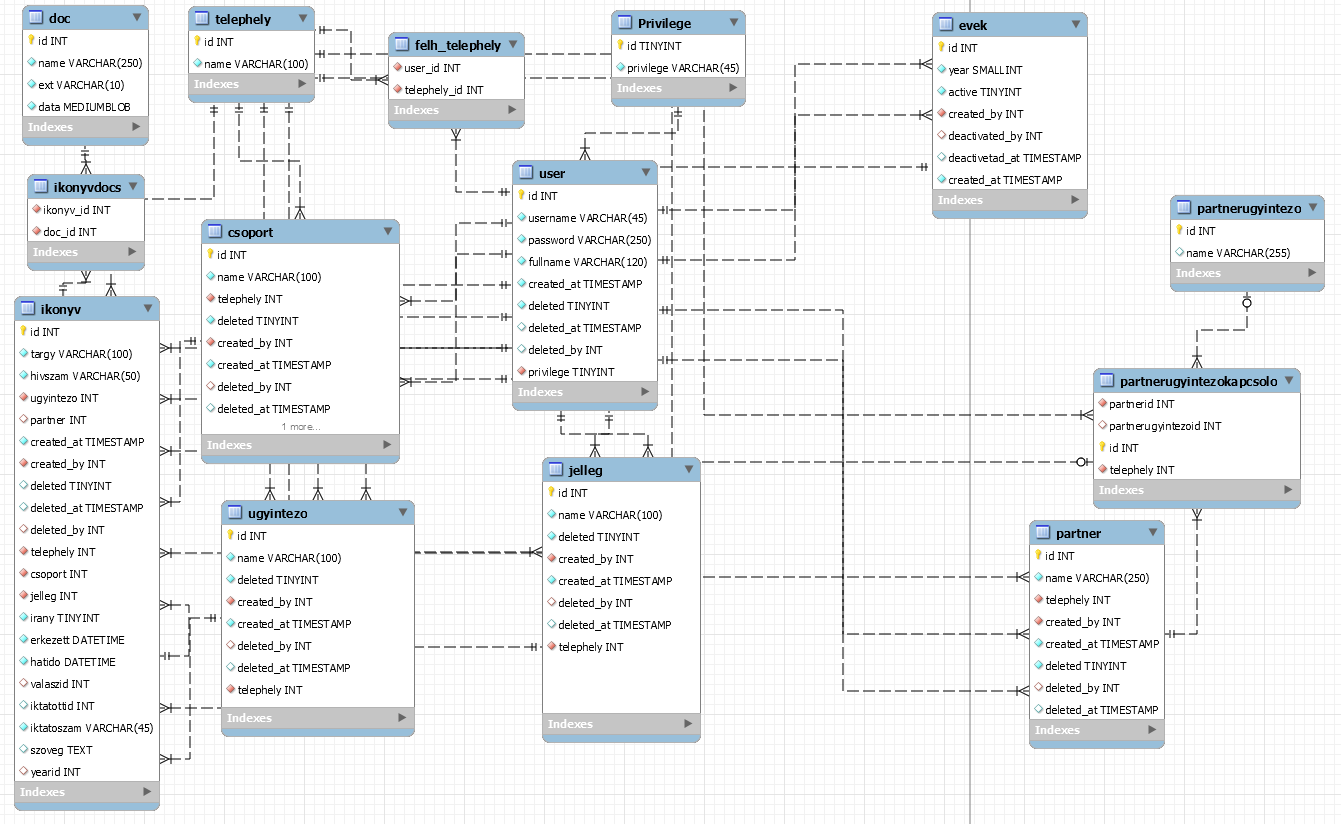 doc
id INT
name VARCHAR(250)
ext VARCHAR(10)
data MEDIUMBLOB
Indexes
telephely
id INT
name VARCHAR(100)
Indexes
felh_telephely
user_id INT
telephely_id INT
Indexes
Privilege
id TINYINT
privilege VARCHAR(45)
Indexes
evek
id INT
year SMALLINT
active TINYINT
created_by INT
deactivated_by INT
deactivetad_at TIMESTAMP
created_at TIMESTAMP
Indexes
ikonyvdocs
ikonyv_id INT
doc_id INT
Indexes
csoport
id INT
name VARCHAR(100)
telephely INT
deleted TINYINT
created_by INT
created_at TIMESTAMP
deleted_by INT
deleted_at TIMESTAMP
1 more...
Indexes
user
id INT
username VARCHAR(45)
password VARCHAR(250)
fullname VARCHAR(120)
created_at TIMESTAMP
deleted TINYINT
deleted_at TIMESTAMP
deleted_by INT
privilege TINYINT
Indexes
partnerugyintezo
id INT
name VARCHAR(255)
Indexes
ikonyv
id INT
targy VARCHAR(100)
hivszam VARCHAR(50)
ugyintezo INT
partner INT
created_at TIMESTAMP
created_by INT
deleted TINYINT
deleted_at TIMESTAMP
deleted_by INT
telephely INT
csoport INT
jelleg INT
irany TINYINT
erkezett DATETIME
hatido DATETIME
valaszid INT
iktatottid INT
iktatoszam VARCHAR(45)
szoveg TEXT
yearid INT
Indexes
ugyintezo
id INT
name VARCHAR(100)
deleted TINYINT
created_by INT
created_at TIMESTAMP
deleted_by INT
deleted_at TIMESTAMP
telephely INT
Indexes
jelleg
id INT
name VARCHAR(100)
deleted TINYINT
created_by INT
created_at TIMESTAMP
deleted_by INT
deleted_at TIMESTAMP
telephely INT
Indexes
partnerugyintezokapcsolo
partnerid INT
partnerugyintezoid INT
id INT
telephely INT
Indexes
partner
id INT
name VARCHAR(250)
telephely INT
created_by INT
created_at TIMESTAMP
deleted TINYINT
deleted_by INT
deleted_at TIMESTAMP
Indexes